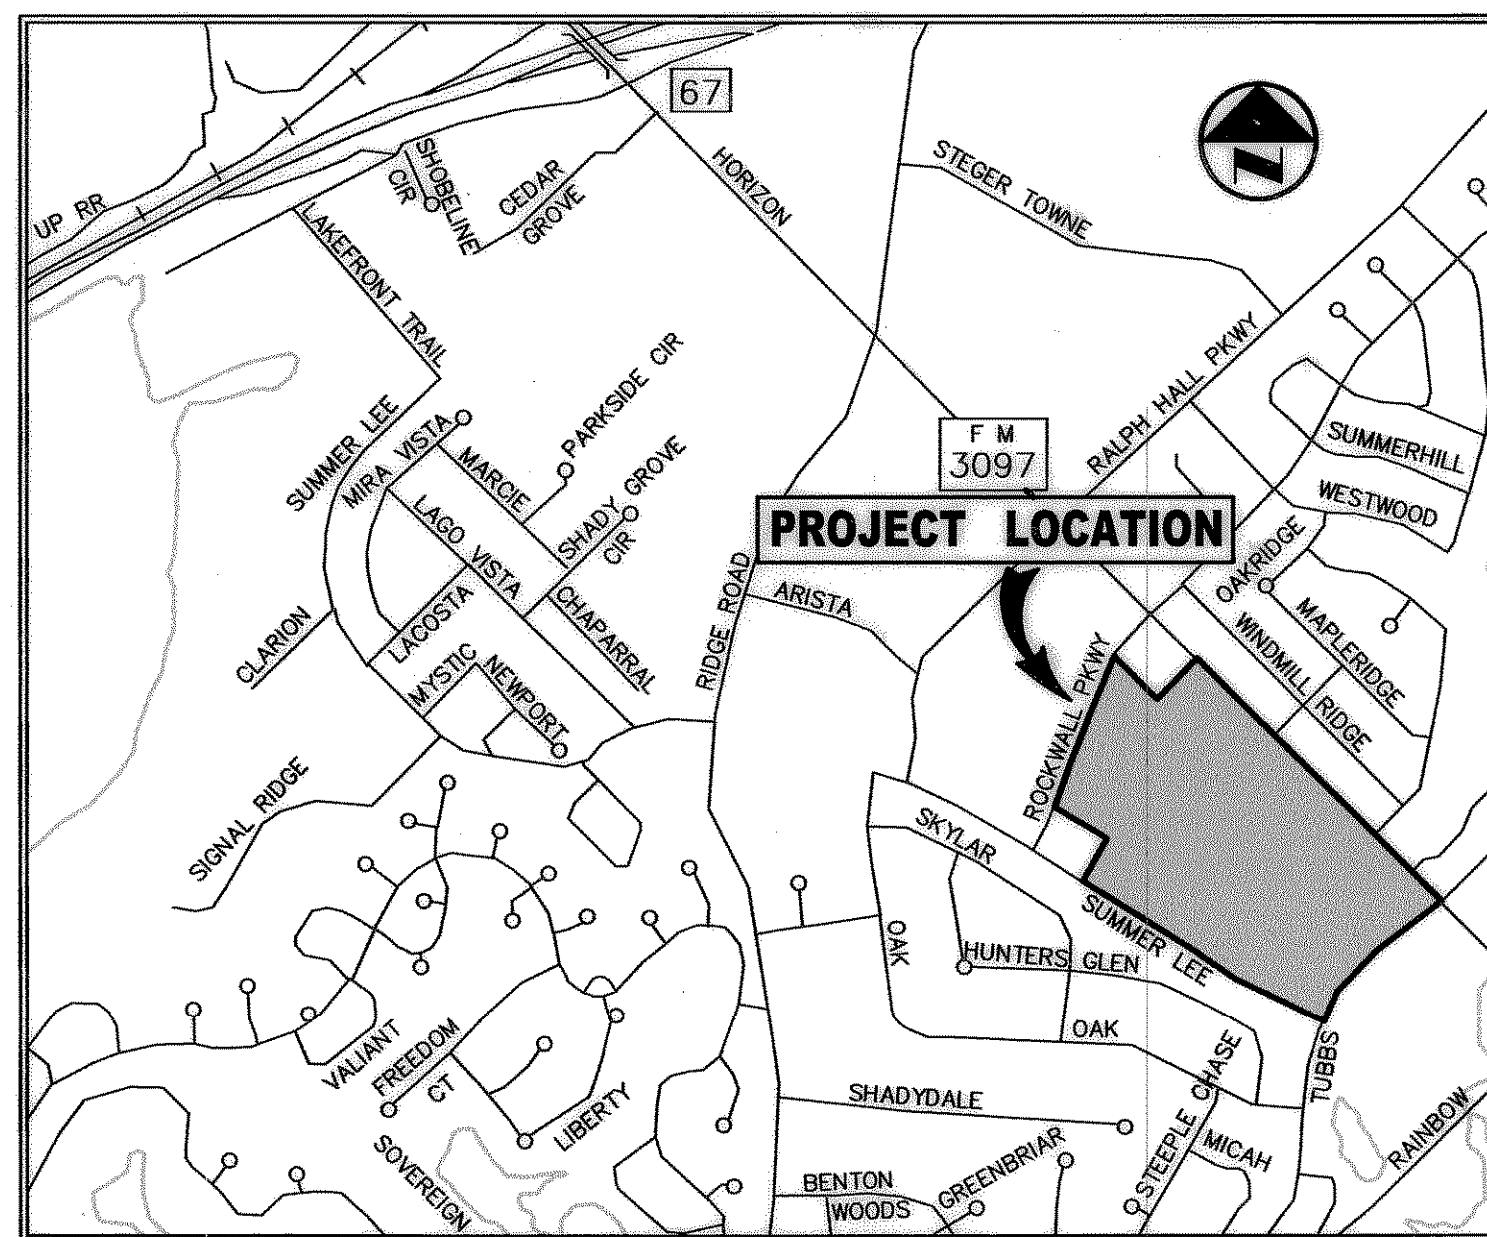 67
UP RR
SHOBELINE
CIR
CEDAR
GROVE
HORIZON
STEGER TOWNE
N
LAKEFRONT TRAIL
RALPH HALL PKWY
PARKSIDE CIR
SUMMER LEE
MIRA VISTA
MARCIE
SHADY GROVE
CIR
LAGO VISTA
F M
3097
SUMMERHILL
WESTWOOD
PROJECT LOCATION
OAKRIDGE
RIDGE ROAD
ARISTA
CLARION
LACOSTA
CHAPARRAL
MYSTIC
NEWPORT
MAPLERIDGE
WINDMILL RIDGE
ROCKWALL PKWY
SIGNAL RIDGE
SKYLAR
SUMMER LEE
OAK
HUNTERS GLEN
OAK
VALIANT
FREEDOM
CT
LIBERTY
SOVEREIGN
SHADYDALE
STEEPLE CHASE
TUBBS
MICAH
RAINBOW
BENTON
WOODS
GREENBRIAR